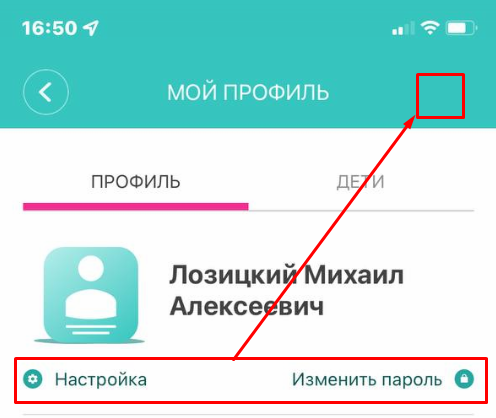 16:50
МОЙ ПРОФИЛЬ
ПРОФИЛЬ ДЕТИ
Лозицкий Михаил
Алексеевич
Настройка Изменить пароль